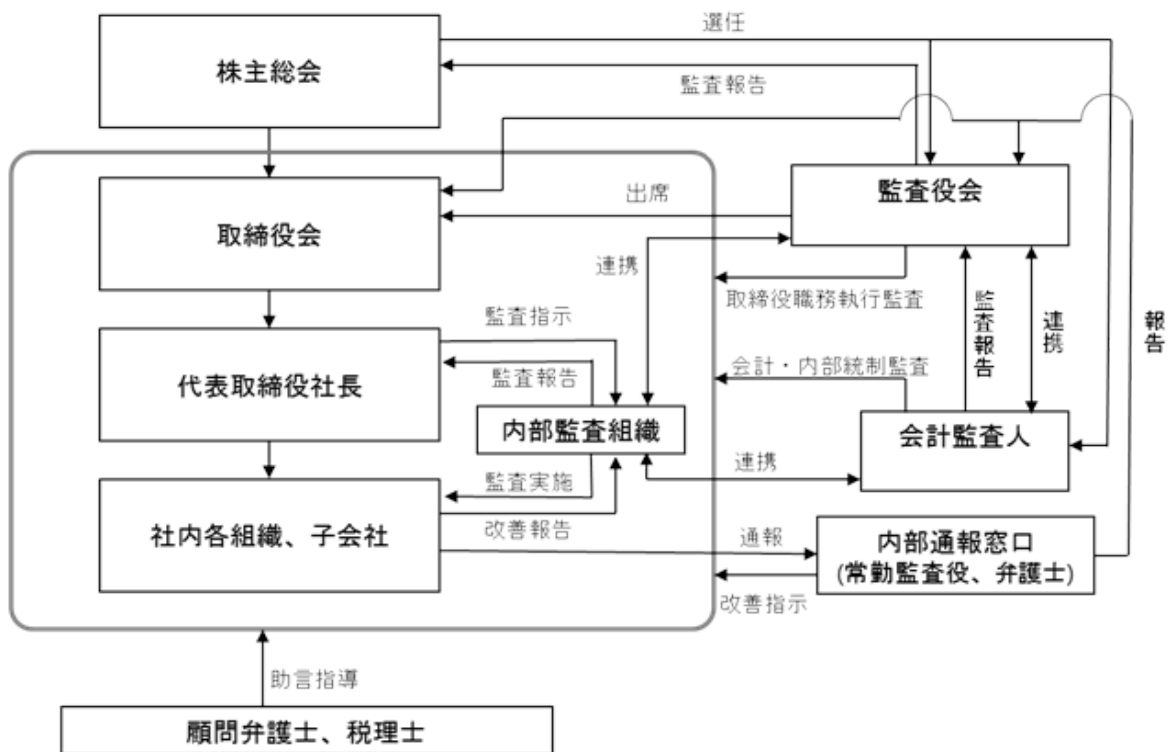 選任
株主総会
監査報告
監査役会
取締役会
出席
連携
取締役職務執行監査
監査報告
連携
報告
監査指示
代表取締役社長
監査報告
会計・内部統制監査
内部監査組織
会計監査人
連携
監査実施
社内各組織、子会社
改善報告
通報
内部通報窓口
(常勤監査役、弁護士)
改善指示
助言指導
顧問弁護士、税理士